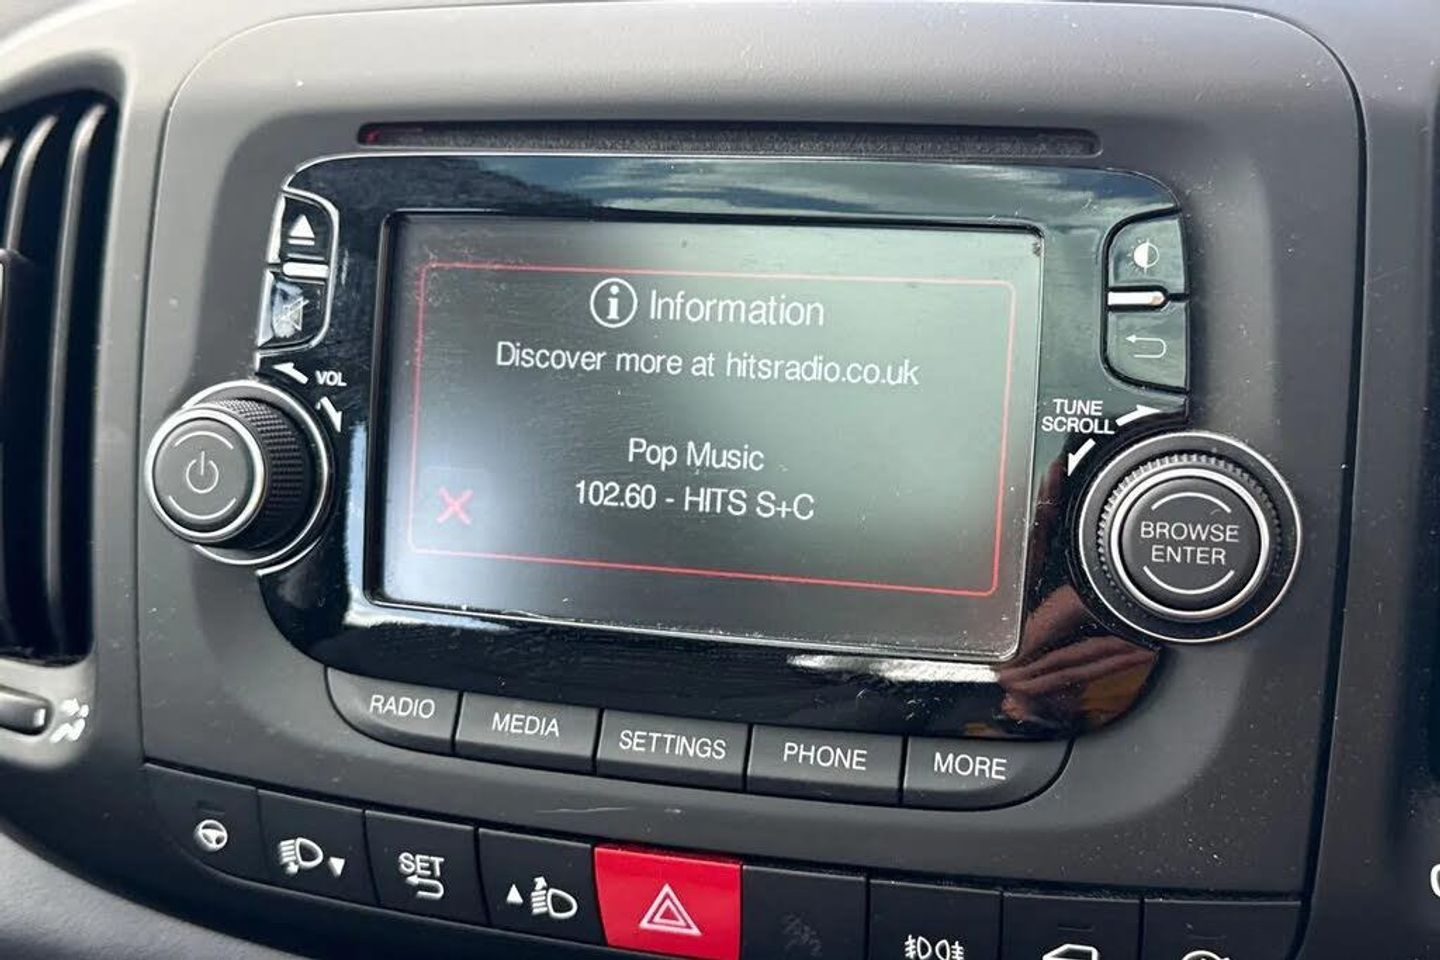 Information
Discover more at hitsradio.co.uk
Pop Music
102.60 - HITS S+C
VOL
TUNE
SCROLL
BROWSE
ENTER
RADIO
MEDIA
SETTINGS
PHONE
MORE
SET